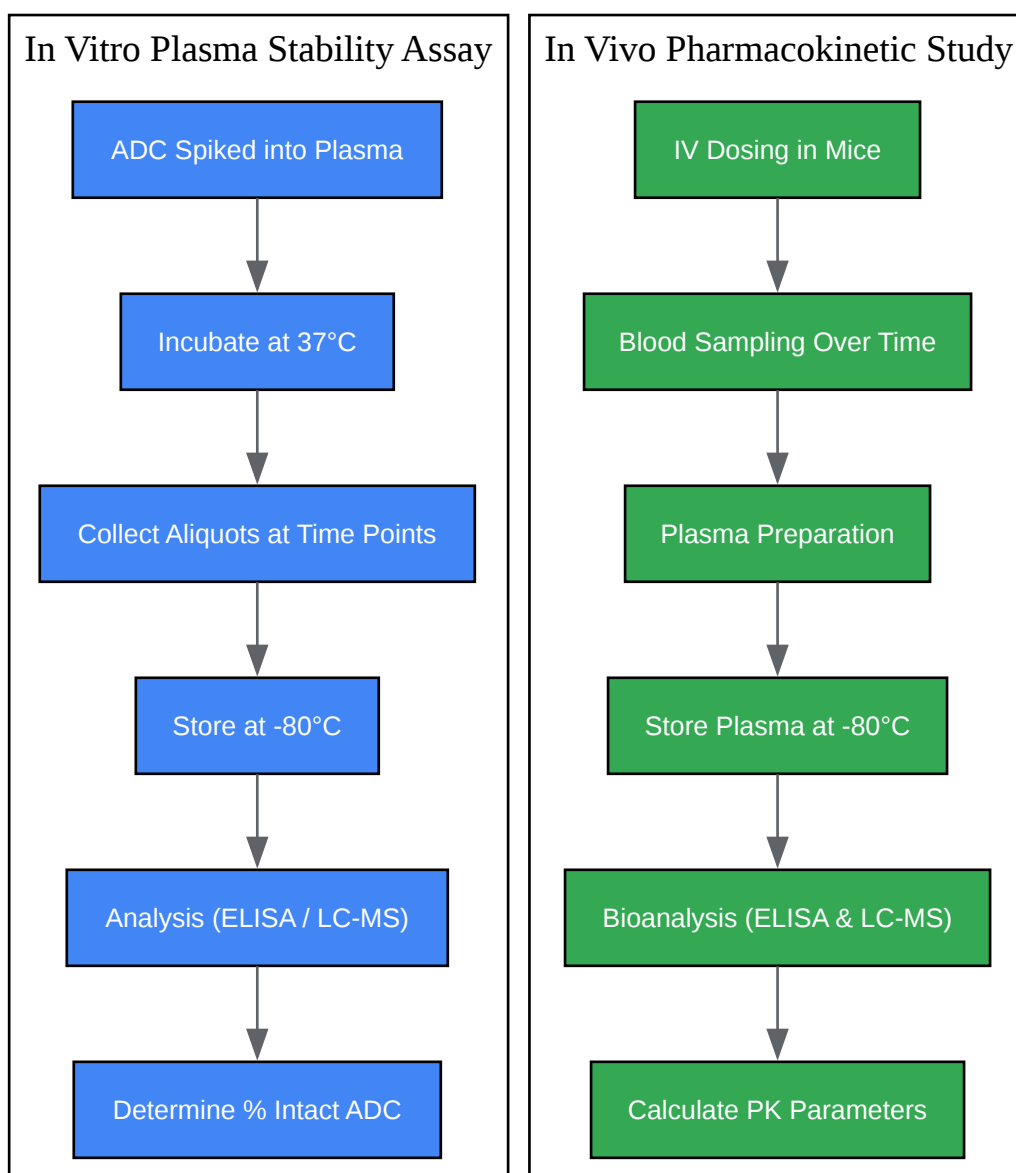 In Vitro Plasma Stability Assay
ADC Spiked into Plasma
Incubate at 37°C
Collect Aliquots at Time Points
Store at -80°C
Analysis (ELISA / LC-MS)
Determine % Intact ADC
In Vivo Pharmacokinetic Study
IV Dosing in Mice
Blood Sampling Over Time
Plasma Preparation
Store Plasma at -80°C
Bioanalysis (ELISA & LC-MS)
Calculate PK Parameters